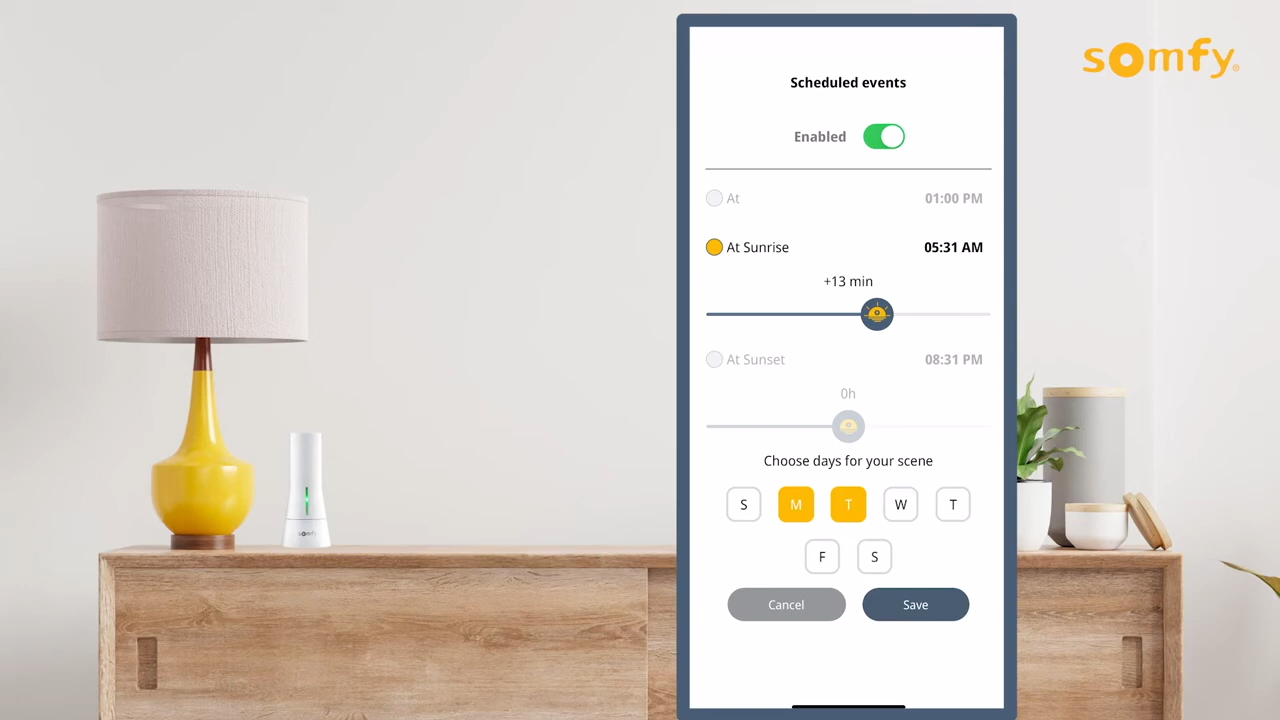 somfy®
Scheduled events
Enabled
At 01:00 PM
At Sunrise 05:31 AM
+13 min
At Sunset 08:31 PM
0h
Choose days for your scene
S M T W T
F S
Cancel Save
somfy